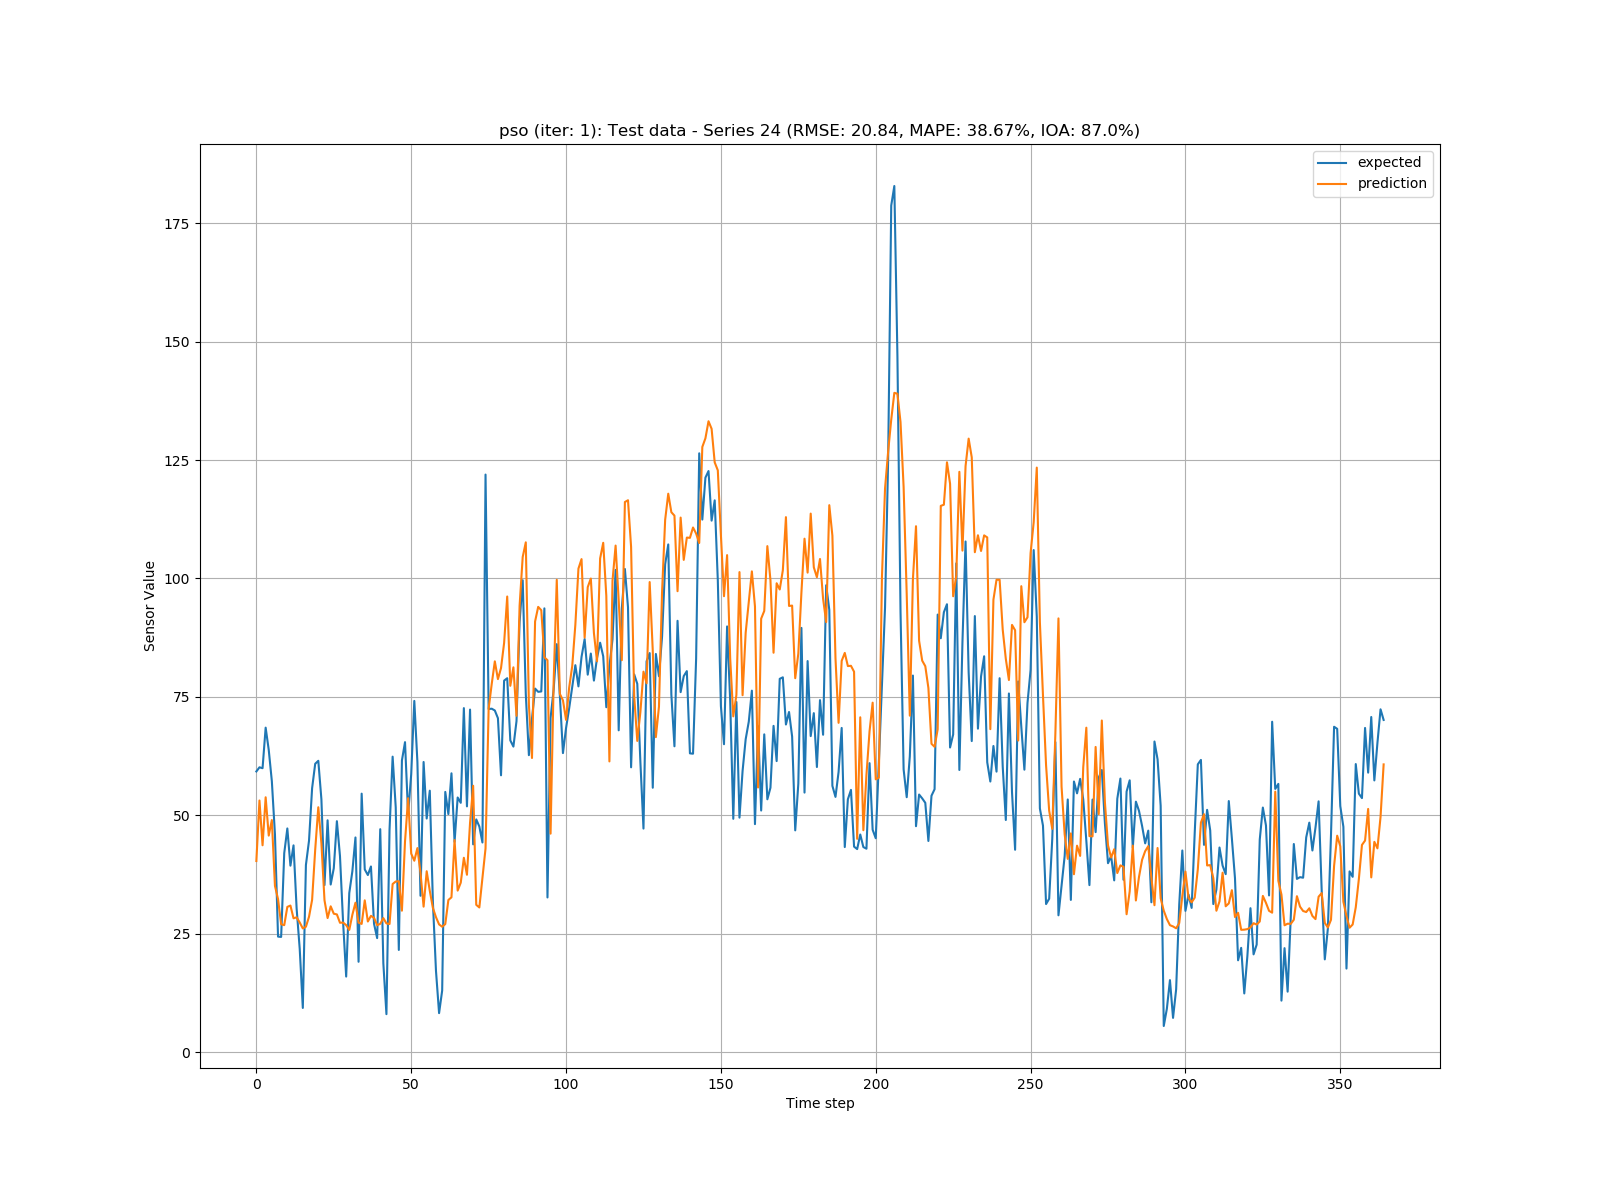 pso (iter: 1): Test data - Series 24 (RMSE: 20.84, MAPE: 38.67%, IOA: 87.0%)
expected
prediction
175
150
125
100
75
50
25
0
Sensor Value
0 50 100 150 200 250 300 350
Time step